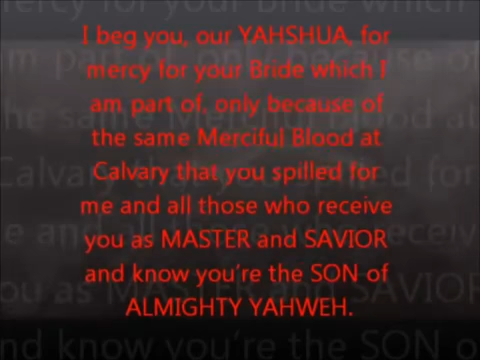 I beg you, our YAHSHUA, for
mercy for your Bride which I
am part of, only because of
the same Merciful Blood at
Calvary that you spilled for
me and all those who receive
you as MASTER and SAVIOR
and know you're the SON of
ALMIGHTY YAHWEH.